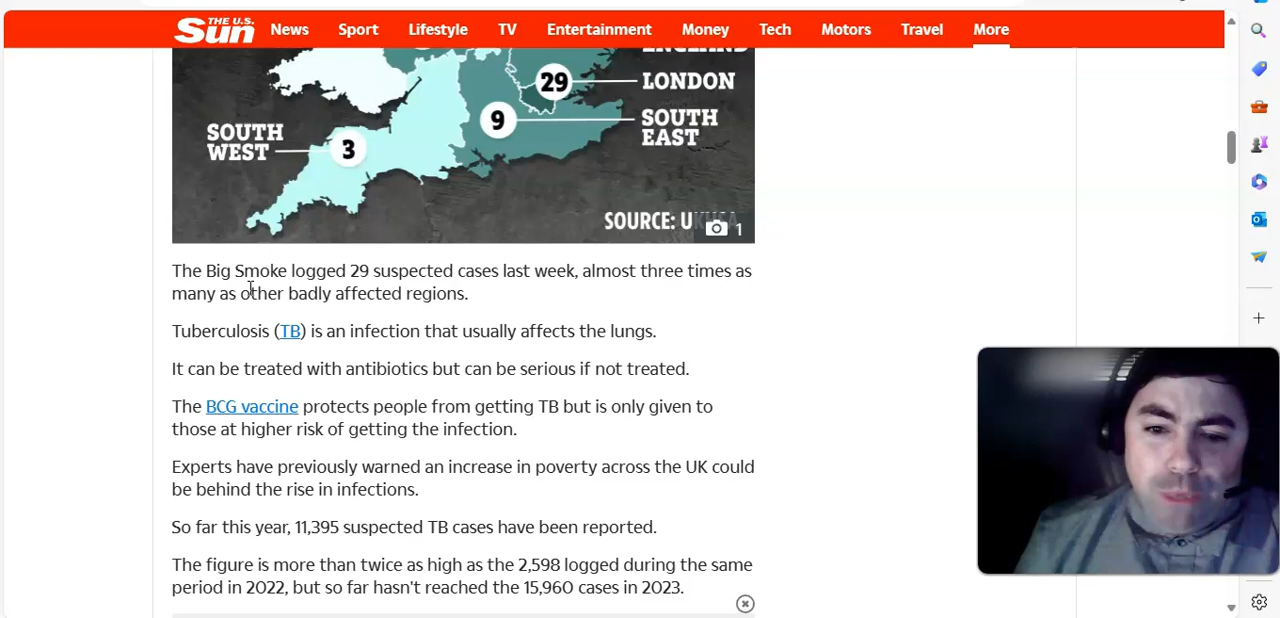 THE U.S.
Sun News Sport Lifestyle TV Entertainment Money Tech Motors Travel More
29 LONDON
9 SOUTH
EAST
SOUTH
WEST 3
SOURCE:
1
The Big Smoke logged 29 suspected cases last week, almost three times as
many as other badly affected regions.
Tuberculosis (TB) is an infection that usually affects the lungs.
It can be treated with antibiotics but can be serious if not treated.
The BCG vaccine protects people from getting TB but is only given to
those at higher risk of getting the infection.
Experts have previously warned an increase in poverty across the UK could
be behind the rise in infections.
So far this year, 11,395 suspected TB cases have been reported.
The figure is more than twice as high as the 2,598 logged during the same
period in 2022, but so far hasn't reached the 15,960 cases in 2023.